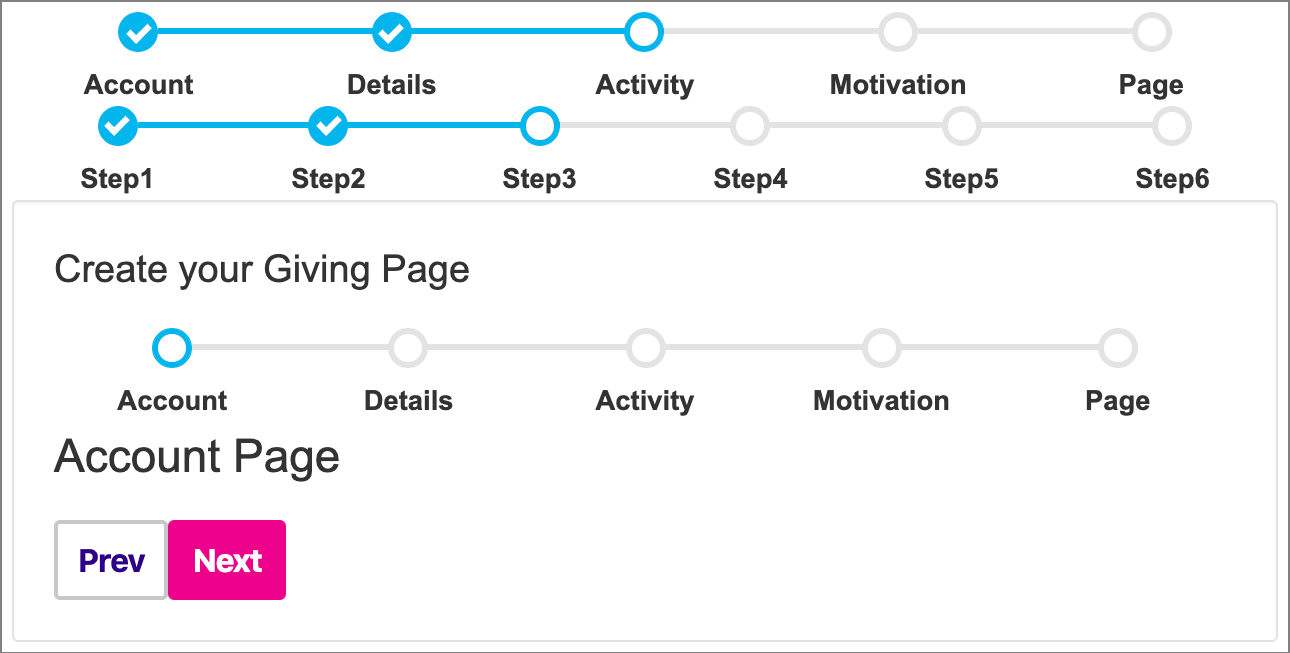 Account Details Activity Motivation Page
Step1 Step2 Step3 Step4 Step5 Step6
Create your Giving Page
Account Details Activity Motivation Page
Account Page
Prev Next